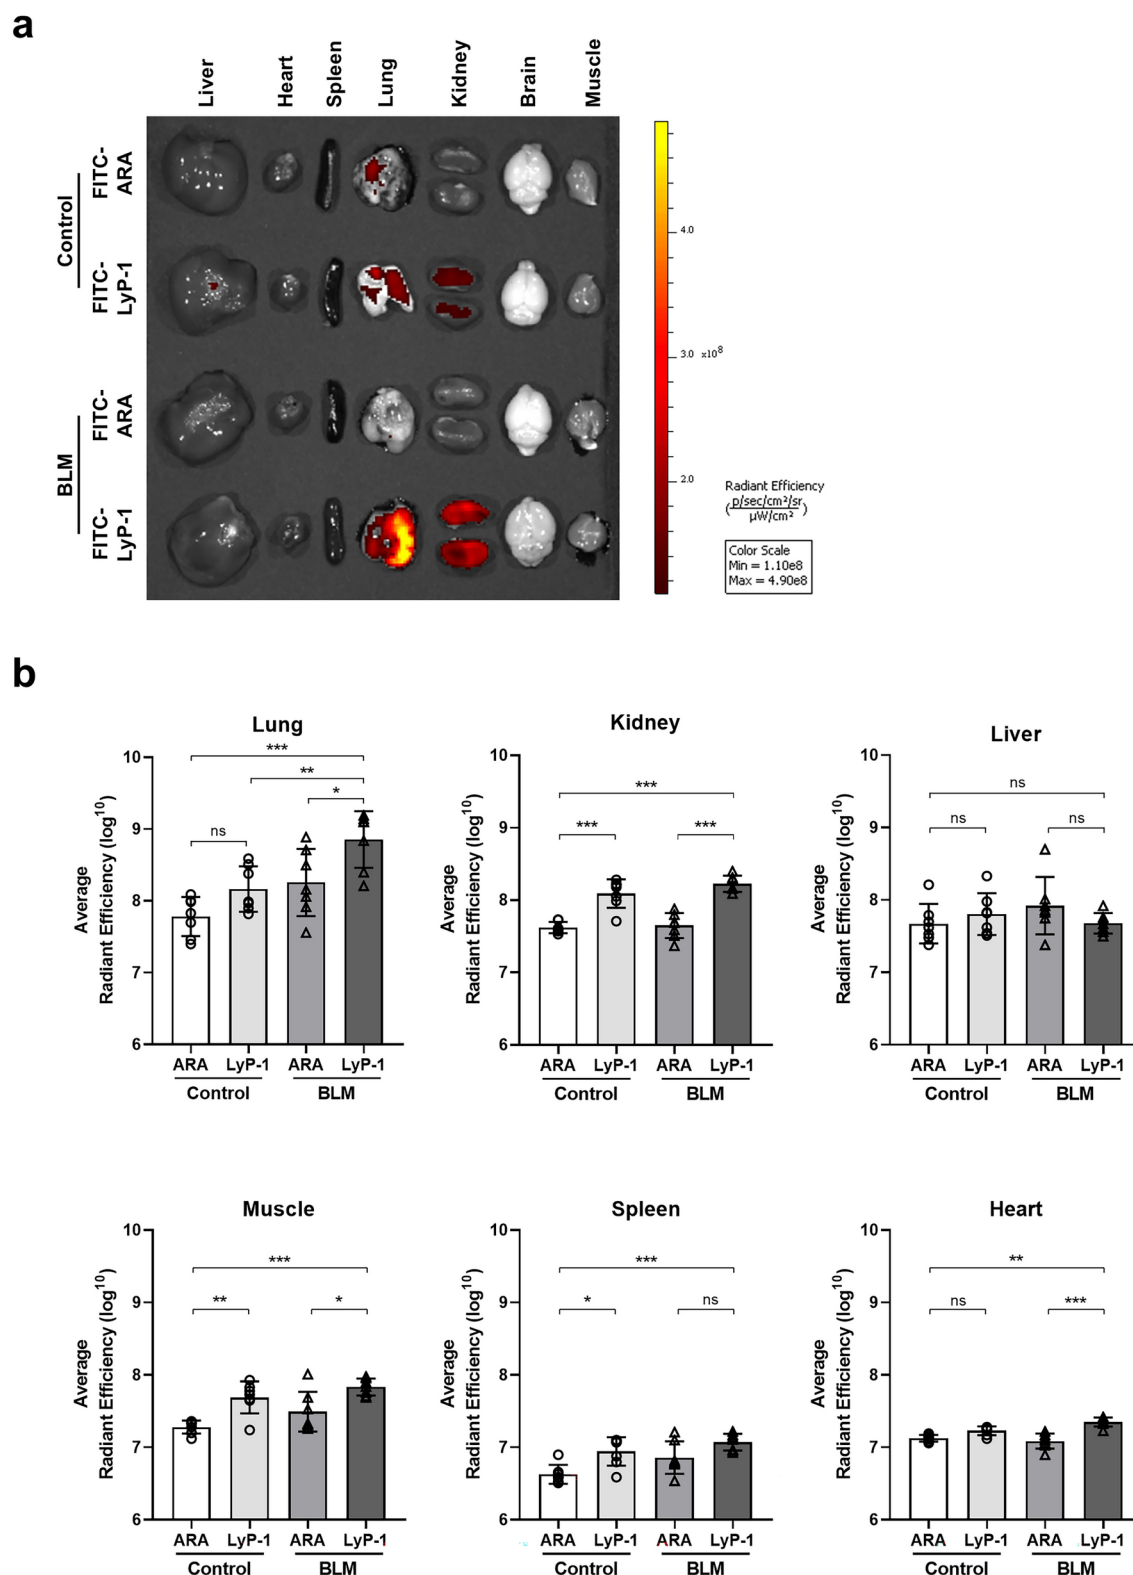 a
Liver
Heart
Spleen
Lung
Kidney
Brain
Muscle
Control
FITC-
ARA
FITC-
LyP-1
BLM
FITC-
ARA
FITC-
LyP-1
4.0
3.0 x10⁸
2.0
Radiant Efficiency
(p/sec/cm²/sr
µW/cm²)
Color Scale
Min = 1.10e8
Max = 4.90e8
b
Lung
Average
Radiant Efficiency (log¹⁰)
10
9
8
7
6
***
**
*
ns
ARA LyP-1 ARA LyP-1
Control BLM
Kidney
Average
Radiant Efficiency (log¹⁰)
10
9
8
7
6
***
*** ***
ARA LyP-1 ARA LyP-1
Control BLM
Liver
Average
Radiant Efficiency (log¹⁰)
10
9
8
7
6
ns
ns ns
ARA LyP-1 ARA LyP-1
Control BLM
Muscle
Average
Radiant Efficiency (log¹⁰)
10
9
8
7
6
***
** *
ARA LyP-1 ARA LyP-1
Control BLM
Spleen
Average
Radiant Efficiency (log¹⁰)
10
9
8
7
6
***
* ns
ARA LyP-1 ARA LyP-1
Control BLM
Heart
Average
Radiant Efficiency (log¹⁰)
10
9
8
7
6
**
ns ***
ARA LyP-1 ARA LyP-1
Control BLM